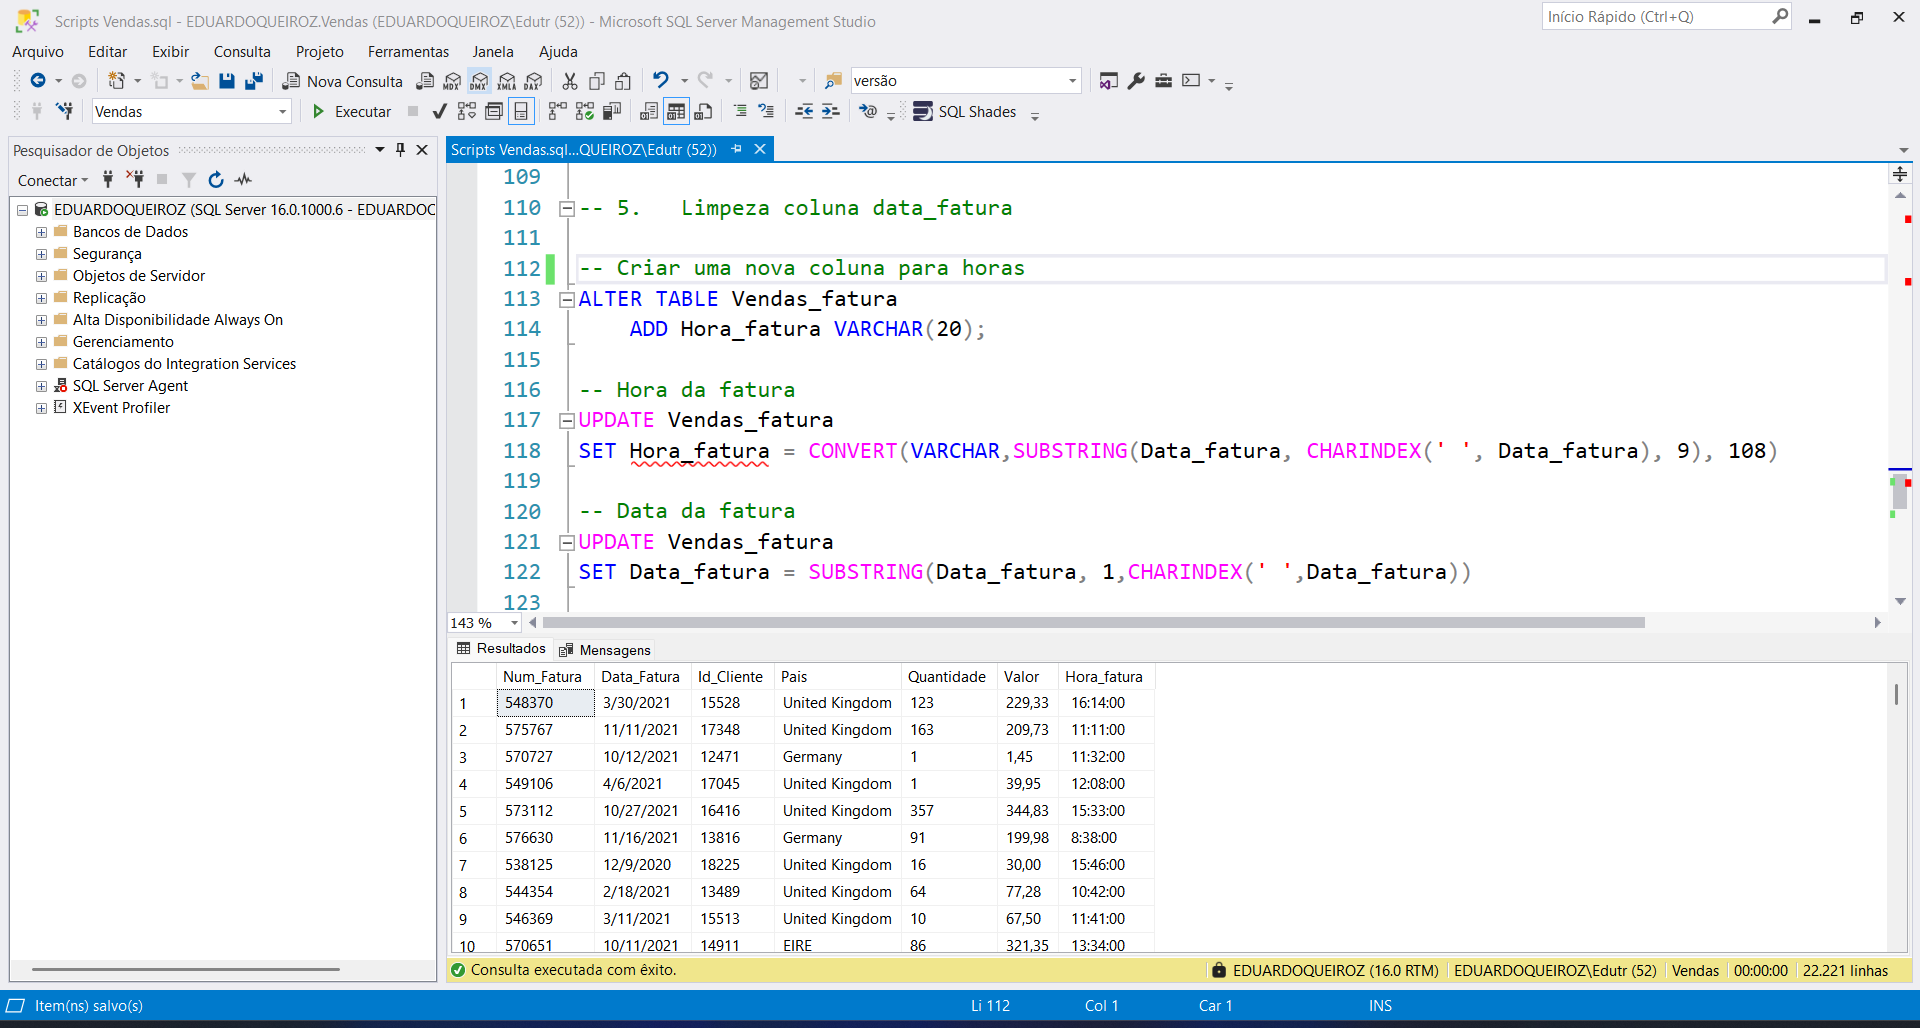 Scripts Vendas.sql - EDUARDOQUEIROZ.Vendas (EDUARDOQUEIROZ\Edutr (52)) - Microsoft SQL Server Management Studio
Início Rápido (Ctrl+Q)
Arquivo Editar Exibir Consulta Projeto Ferramentas Janela Ajuda
Nova Consulta MDX DMX XMLA DAX versão
Vendas Executar SQL Shades
Pesquisador de Objetos
Conectar
EDUARDOQUEIROZ (SQL Server 16.0.1000.6 - EDUARDOC
Bancos de Dados
Segurança
Objetos de Servidor
Replicação
Alta Disponibilidade Always On
Gerenciamento
Catálogos do Integration Services
SQL Server Agent
XEvent Profiler
Scripts Vendas.sql...QUEIROZ\Edutr (52))
109
110 -- 5. Limpeza coluna data_fatura
111
112 -- Criar uma nova coluna para horas
113 ALTER TABLE Vendas_fatura
114 ADD Hora_fatura VARCHAR(20);
115
116 -- Hora da fatura
117 UPDATE Vendas_fatura
118 SET Hora_fatura = CONVERT(VARCHAR,SUBSTRING(Data_fatura, CHARINDEX(' ', Data_fatura), 9), 108)
119
120 -- Data da fatura
121 UPDATE Vendas_fatura
122 SET Data_fatura = SUBSTRING(Data_fatura, 1,CHARINDEX(' ',Data_fatura))
123
143 %
Resultados Mensagens
Num_Fatura Data_Fatura Id_Cliente Pais Quantidade Valor Hora_fatura
1 548370 3/30/2021 15528 United Kingdom 123 229,33 16:14:00
2 575767 11/11/2021 17348 United Kingdom 163 209,73 11:11:00
3 570727 10/12/2021 12471 Germany 1 1,45 11:32:00
4 549106 4/6/2021 17045 United Kingdom 1 39,95 12:08:00
5 573112 10/27/2021 16416 United Kingdom 357 344,83 15:33:00
6 576630 11/16/2021 13816 Germany 91 199,98 8:38:00
7 538125 12/9/2020 18225 United Kingdom 16 30,00 15:46:00
8 544354 2/18/2021 13489 United Kingdom 64 77,28 10:42:00
9 546369 3/11/2021 15513 United Kingdom 10 67,50 11:41:00
10 570651 10/11/2021 14911 EIRE 86 321,35 13:34:00
Consulta executada com êxito. EDUARDOQUEIROZ (16.0 RTM) EDUARDOQUEIROZ\Edutr (52) Vendas 00:00:00 22.221 linhas
Item(ns) salvo(s) Li 112 Col 1 Car 1 INS